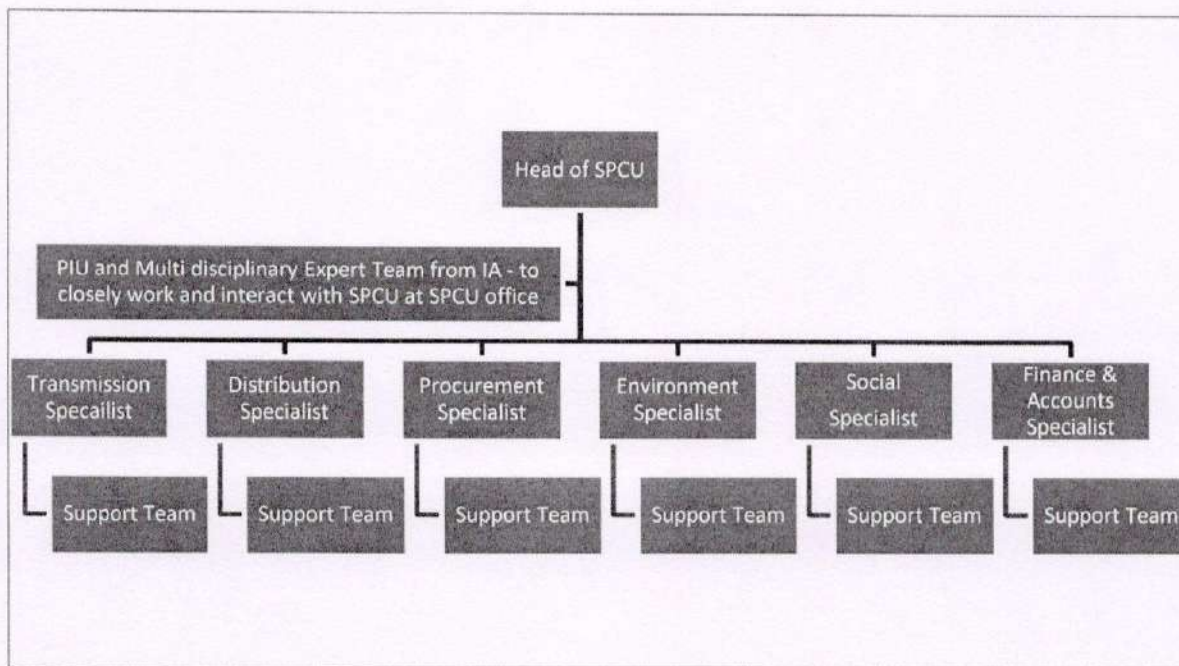 Head of SPCU
PIU and Multi disciplinary Expert Team from IA - to
closely work and interact with SPCU at SPCU office
Transmission
Specailist
Distribution
Specialist
Procurement
Specialist
Environment
Specialist
Social
Specialist
Finance &
Accounts
Specialist
Support Team
Support Team
Support Team
Support Team
Support Team
Support Team